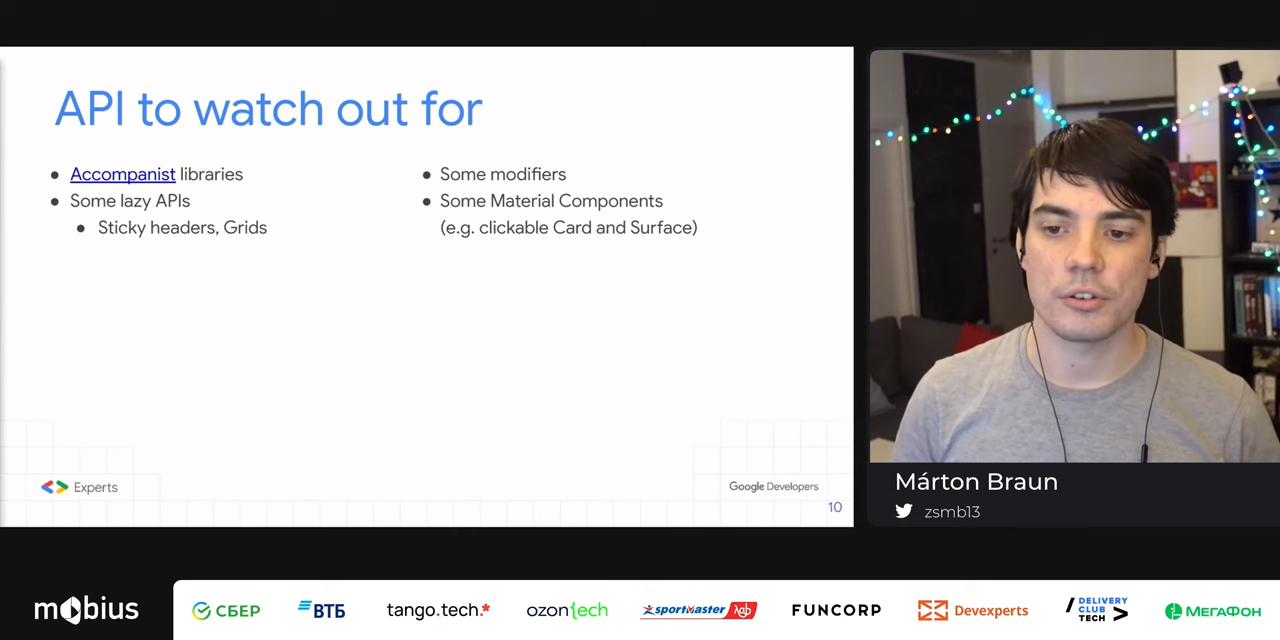 API to watch out for
Accompanist libraries
Some lazy APIs
Sticky headers, Grids
Some modifiers
Some Material Components
(e.g. clickable Card and Surface)
Experts
Google Developers
10
Márton Braun
zsmb13
mobius
СБЕР
ВТБ
tango.tech.*
ozon{tech
спортмастер lab
FUNCORP
Devexperts
DELIVERY
CLUB
TECH
МЕГАФОН